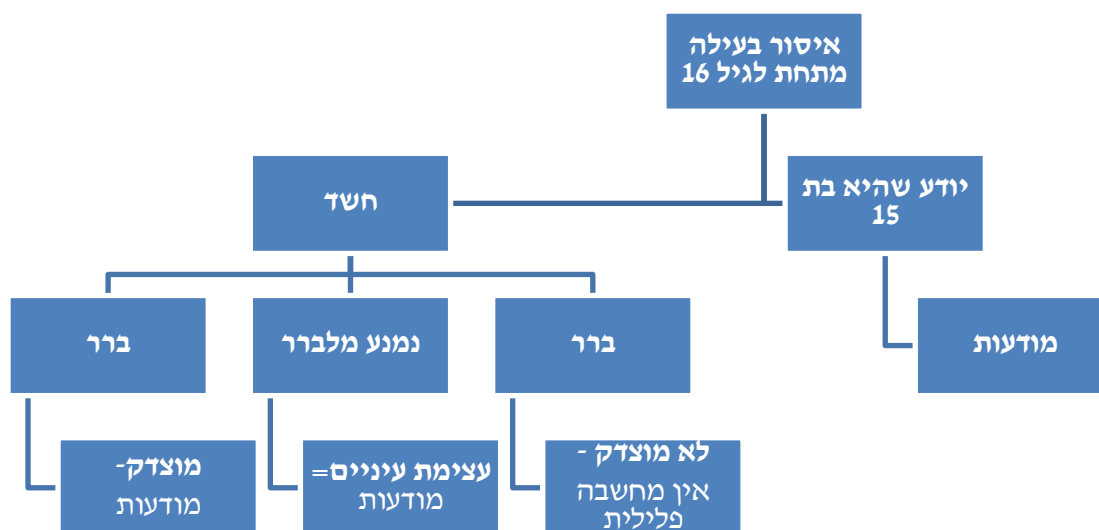 איסור בעילה
מתחת לגיל 16
יודע שהיא בת
15
חשד
מודעות
ברר
נמנע מלברר
ברר
לא מוצדק -
אין מחשבה
פלילית
עצימת עיניים=
מודעות
מוצדק-
מודעות